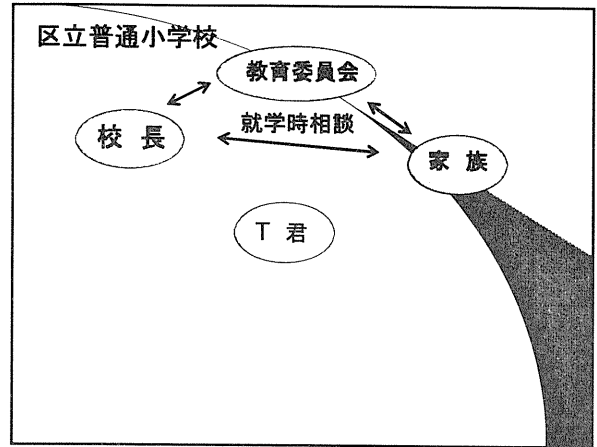 区立普通小学校
教育委員会
就学時相談
校長
家族
T君